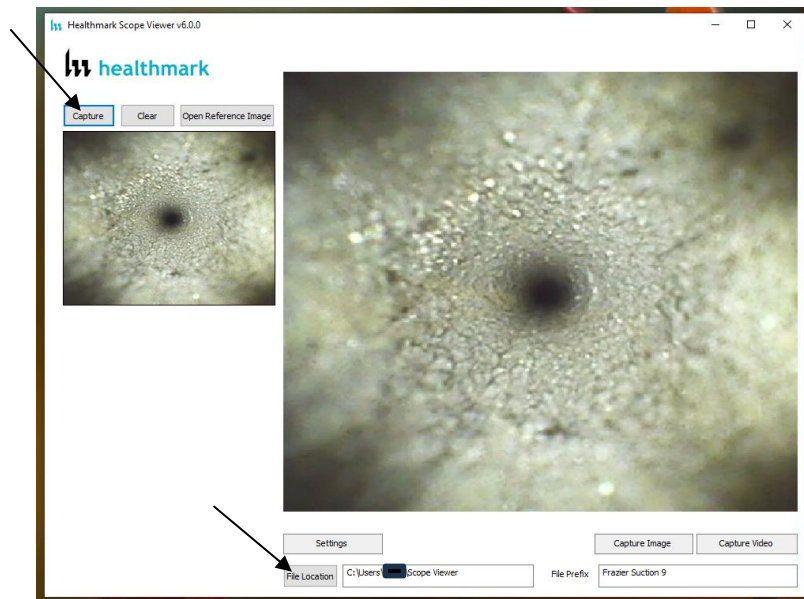 Healthmark Scope Viewer v6.0.0
healthmark
Capture Clear Open Reference Image
Settings Capture Image Capture Video
File Location C:\Users\ \Scope Viewer File Prefix Frazier Suction 9